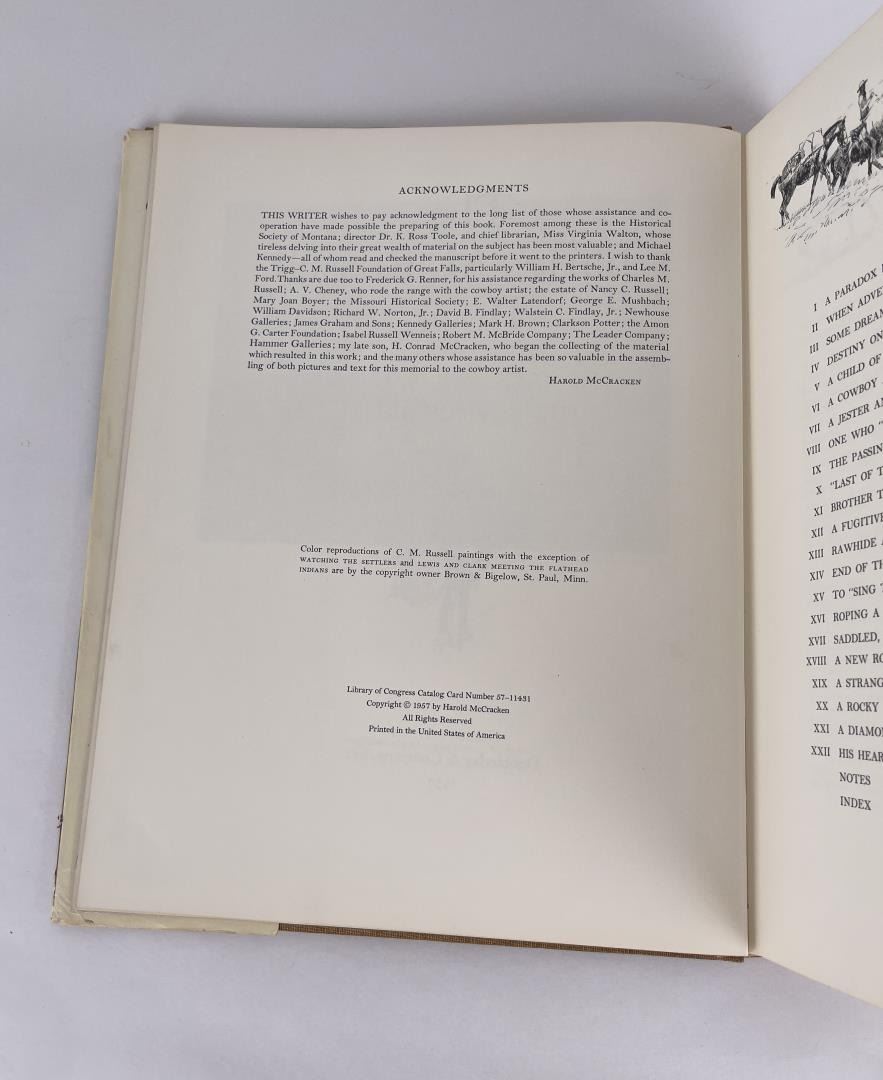 ACKNOWLEDGMENTS
THIS WRITER wishes to pay acknowledgment to the long list of those whose assistance and co-
operation have made possible the preparing of this book. Foremost among these is the Historical
Society of Montana; director Dr. K. Ross Toole, and chief librarian, Miss Virginia Walton, whose
tireless delving into their great wealth of material on the subject has been most valuable; and Michael
Kennedy—all of whom read and checked the manuscript before it went to the printers. I wish to thank
the Trigg–C. M. Russell Foundation of Great Falls, particularly William H. Bertsche, Jr., and Lee M.
Ford. Thanks are due too to Frederick G. Renner, for his assistance regarding the works of Charles M.
Russell; A. V. Cheney, who rode the range with the cowboy artist; the estate of Nancy C. Russell;
Mary Joan Boyer; the Missouri Historical Society; E. Walter Latendorf; George E. Mushbach;
William Davidson; Richard W. Norton, Jr.; David B. Findlay; Walstein C. Findlay, Jr.; Newhouse
Galleries; James Graham and Sons; Kennedy Galleries; Mark H. Brown; Clarkson Potter; the Amon
G. Carter Foundation; Isabel Russell Wenneis; Robert M. McBride Company; The Leader Company;
Hammer Galleries; my late son, H. Conrad McCracken, who began the collecting of the material
which resulted in this work; and the many others whose assistance has been so valuable in the assemb-
ling of both pictures and text for this memorial to the cowboy artist.
HAROLD MCCRACKEN
Color reproductions of C. M. Russell paintings with the exception of
WATCHING THE SETTLERS and LEWIS AND CLARK MEETING THE FLATHEAD
INDIANS are by the copyright owner Brown & Bigelow, St. Paul, Minn.
Library of Congress Catalog Card Number 57–11431
Copyright © 1957 by Harold McCracken
All Rights Reserved
Printed in the United States of America
I A PARADOX
II WHEN ADVE
III SOME DREAM
IV DESTINY ON
V A CHILD OF
VI A COWBOY
VII A JESTER A
VIII ONE WHO "
IX THE PASSIN
X "LAST OF T
XI BROTHER T
XII A FUGITIVE
XIII RAWHIDE
XIV END OF TH
XV TO "SING
XVI ROPING A
XVII SADDLED,
XVIII A NEW RO
XIX A STRANG
XX A ROCKY
XXI A DIAMO
XXII HIS HEAR
NOTES
INDEX